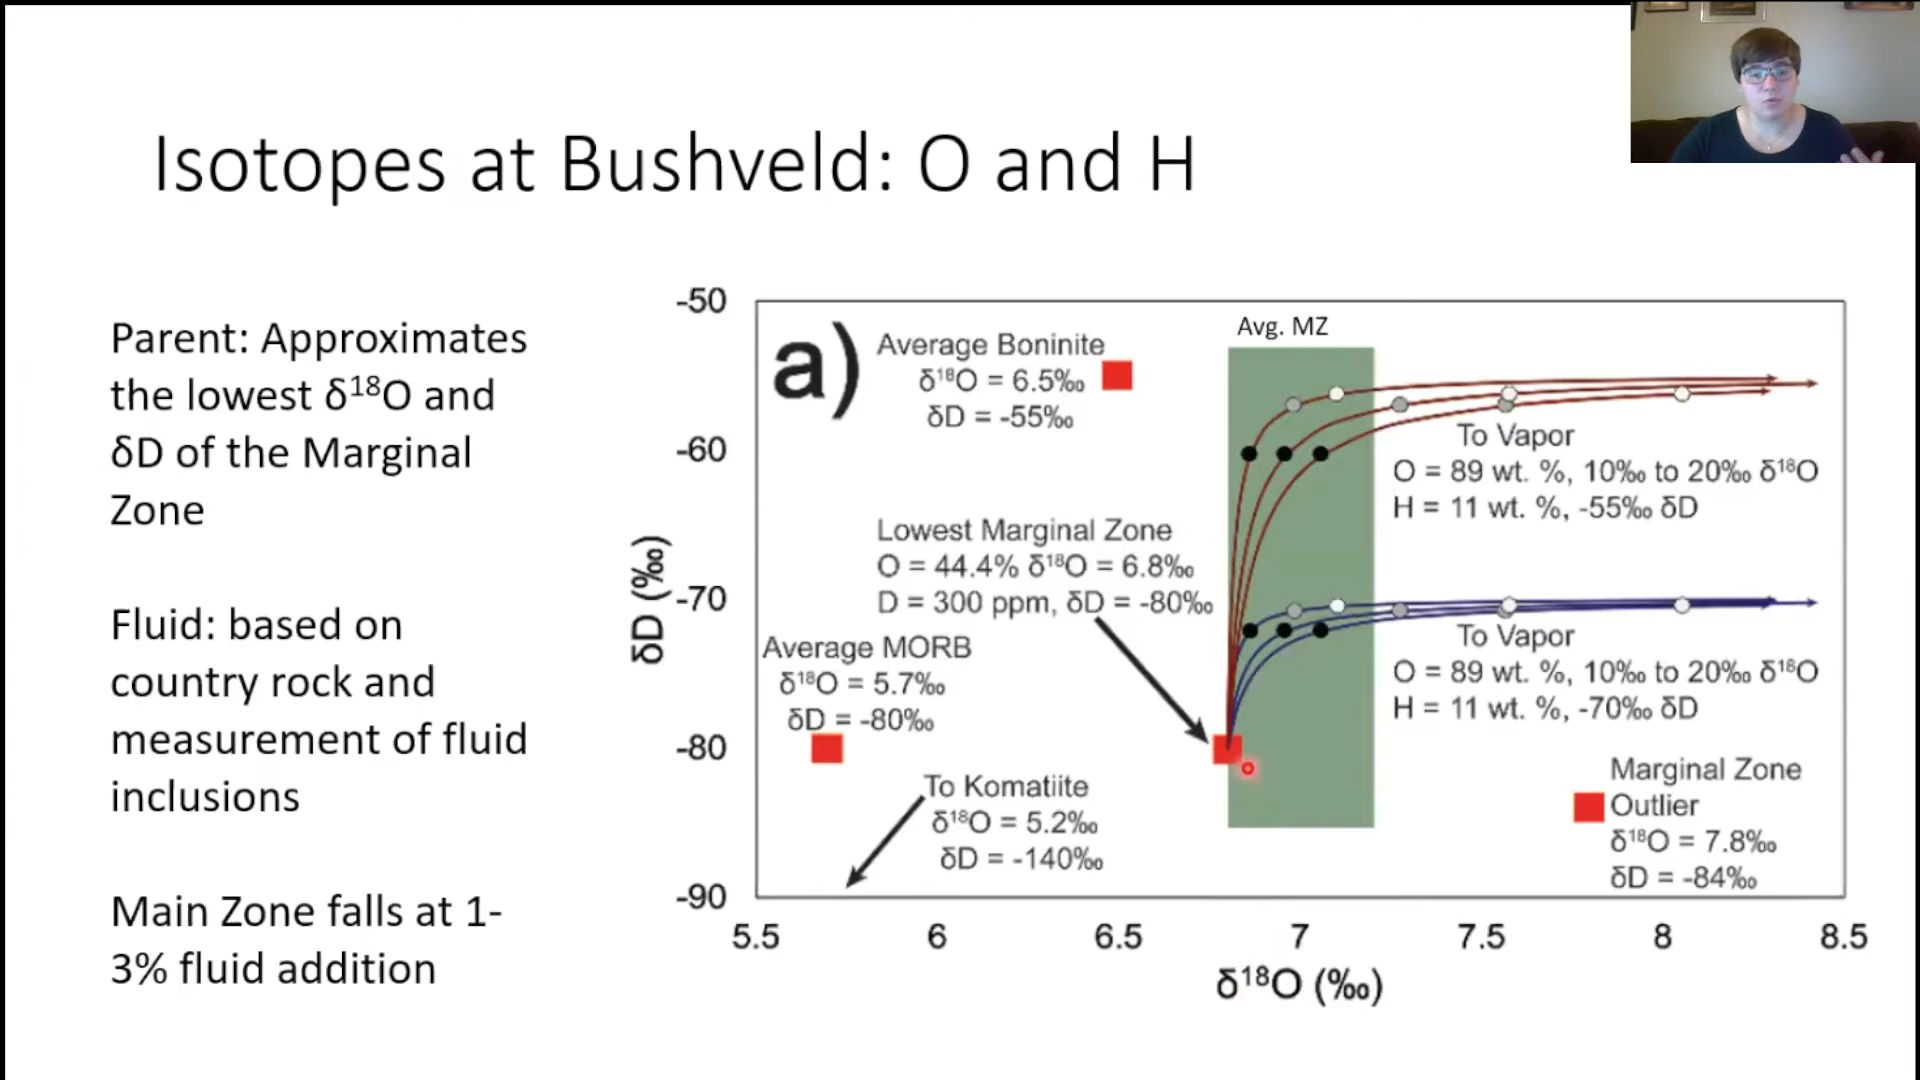 Isotopes at Bushveld: O and H
Parent: Approximates
the lowest δ¹⁸O and
δD of the Marginal
Zone
Fluid: based on
country rock and
measurement of fluid
inclusions
Main Zone falls at 1-
3% fluid addition
-50
-60
-70
-80
-90
δD (‰)
a)
Average Boninite
δ¹⁸O = 6.5‰
δD = -55‰
Avg. MZ
To Vapor
O = 89 wt. %, 10‰ to 20‰ δ¹⁸O
H = 11 wt. %, -55‰ δD
Lowest Marginal Zone
O = 44.4% δ¹⁸O = 6.8‰
D = 300 ppm, δD = -80‰
Average MORB
δ¹⁸O = 5.7‰
δD = -80‰
To Vapor
O = 89 wt. %, 10‰ to 20‰ δ¹⁸O
H = 11 wt. %, -70‰ δD
To Komatiite
δ¹⁸O = 5.2‰
δD = -140‰
Marginal Zone
Outlier
δ¹⁸O = 7.8‰
δD = -84‰
5.5 6 6.5 7 7.5 8 8.5
δ¹⁸O (‰)